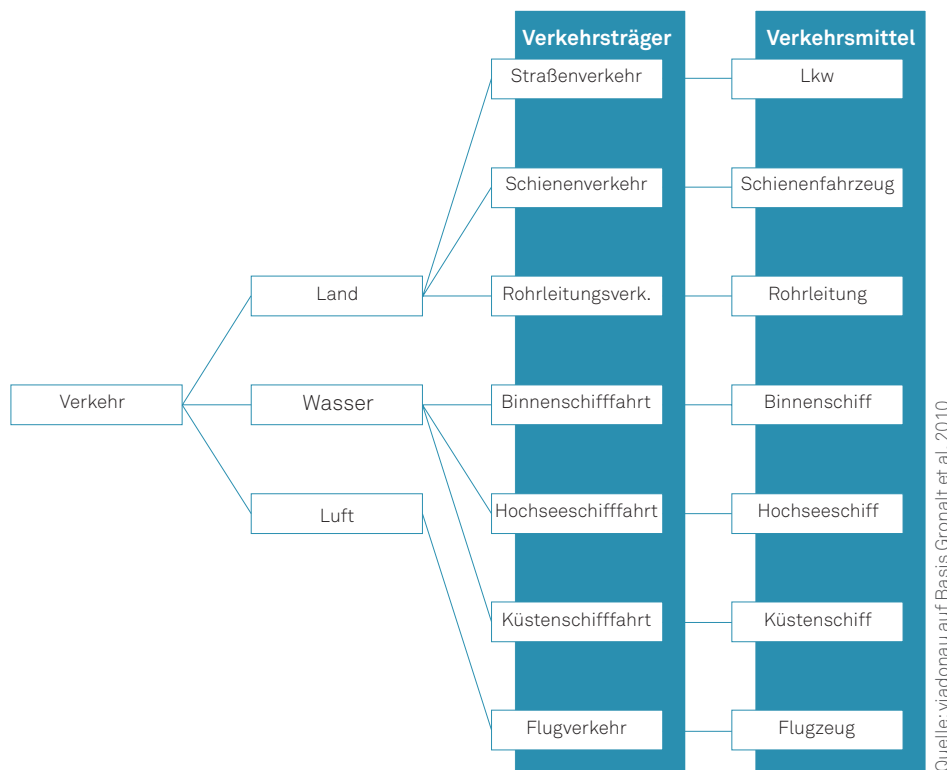 Verkehrsträger
Verkehrsmittel
Straßenverkehr
Lkw
Schienenverkehr
Schienenfahrzeug
Land
Rohrleitungsverk.
Rohrleitung
Verkehr
Wasser
Binnenschifffahrt
Binnenschiff
Luft
Hochseeschifffahrt
Hochseeschiff
Küstenschifffahrt
Küstenschiff
Flugverkehr
Flugzeug
Quelle: viadonau auf Basis Gronalt et al. 2010